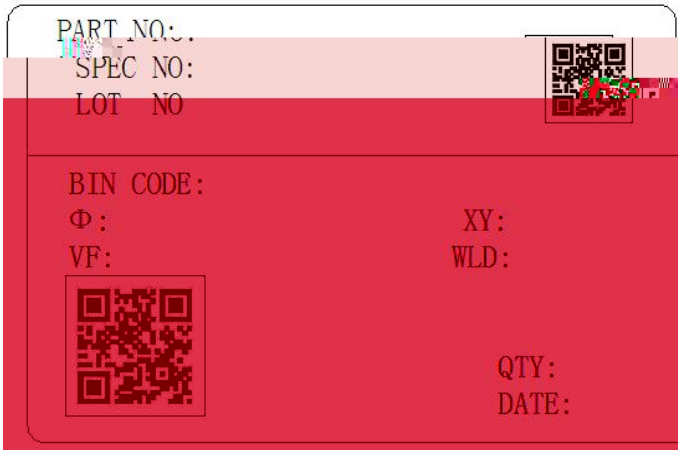 PART NO:
SPEC NO:
LOT NO
BIN CODE:
Φ: XY:
VF: WLD:
QTY:
DATE: